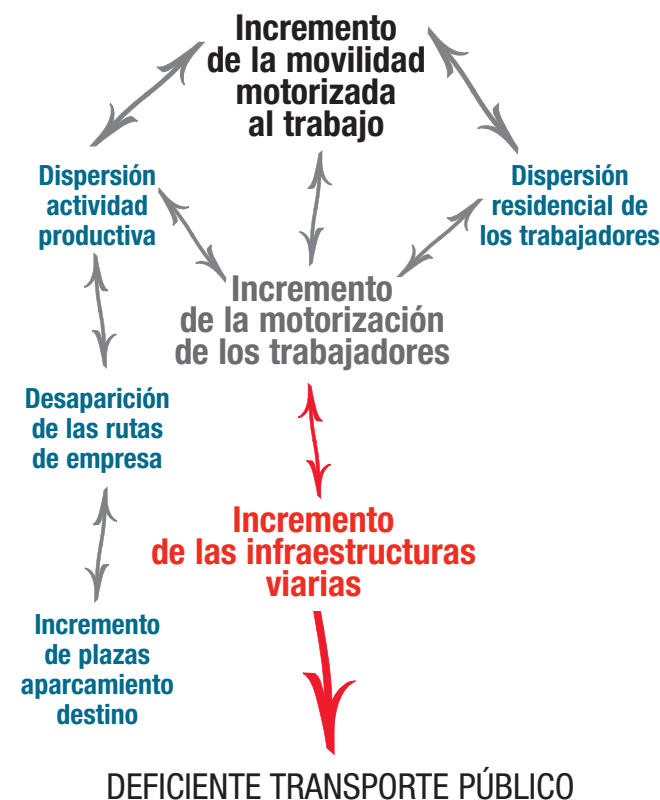 Incremento
de la movilidad
motorizada
al trabajo
Dispersión
actividad
productiva
Dispersión
residencial de
los trabajadores
Incremento
de la motorización
de los trabajadores
Desaparición
de las rutas
de empresa
Incremento
de las infraestructuras
viarias
Incremento
de plazas
aparcamiento
destino
DEFICIENTE TRANSPORTE PÚBLICO